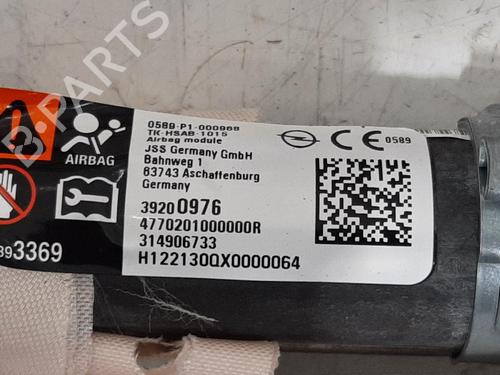 B-PARTS
0589-P1-000968
TK-HSAB-1015
Airbag module
JSS Germany GmbH
Bahnweg 1
63743 Aschaffenburg
Germany
CE 0589
AIRBAG
39200976
4770201000000R
314906733
H122130QX0000064
3369